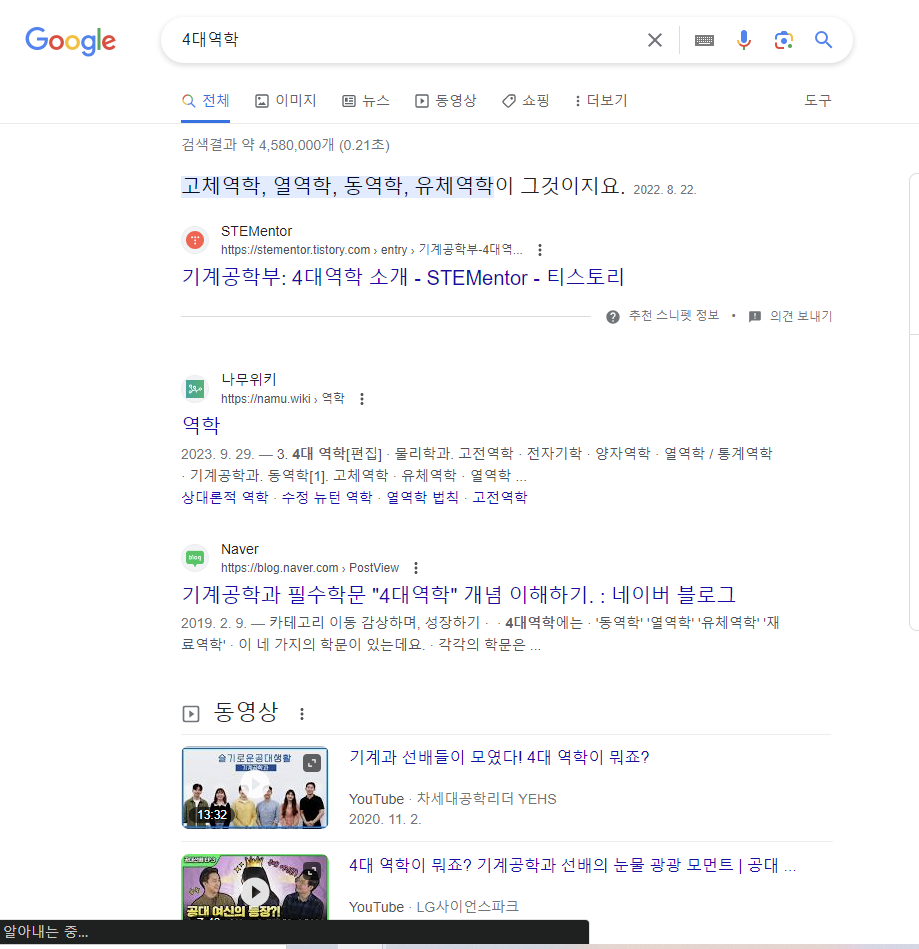 Google
4대역학
전체
이미지
뉴스
동영상
쇼핑
더보기
도구
검색결과 약 4,580,000개 (0.21초)
고체역학, 열역학, 동역학, 유체역학이 그것이지요. 2022. 8. 22.
STEMentor
https://stementor.tistory.com › entry › 기계공학부-4대역...
기계공학부: 4대역학 소개 - STEMentor - 티스토리
추천 스니펫 정보 • 의견 보내기
나무위키
https://namu.wiki › 역학
역학
2023. 9. 29. — 3. 4대 역학[편집] · 물리학과. 고전역학 · 전자기학 · 양자역학 · 열역학 / 통계역학
· 기계공학과. 동역학[1]. 고체역학 · 유체역학 · 열역학 ...
상대론적 역학 · 수정 뉴턴 역학 · 열역학 법칙 · 고전역학
blog
Naver
https://blog.naver.com › PostView
기계공학과 필수학문 "4대역학" 개념 이해하기. : 네이버 블로그
2019. 2. 9. — 카테고리 이동 감상하며, 성장하기 · · 4대역학에는 · '동역학' '열역학' '유체역학' '재
료역학' · 이 네 가지의 학문이 있는데요. · 각각의 학문은 ...
동영상
슬기로운공대생활
기계공학과
13:32
기계과 선배들이 모였다! 4대 역학이 뭐죠?
YouTube · 차세대공학리더 YEHS
2020. 11. 2.
공대 여신의 등장?!
4대 역학이 뭐죠? 기계공학과 선배의 눈물 광광 모먼트 | 공대 ...
YouTube · LG사이언스파크
알아내는 중...